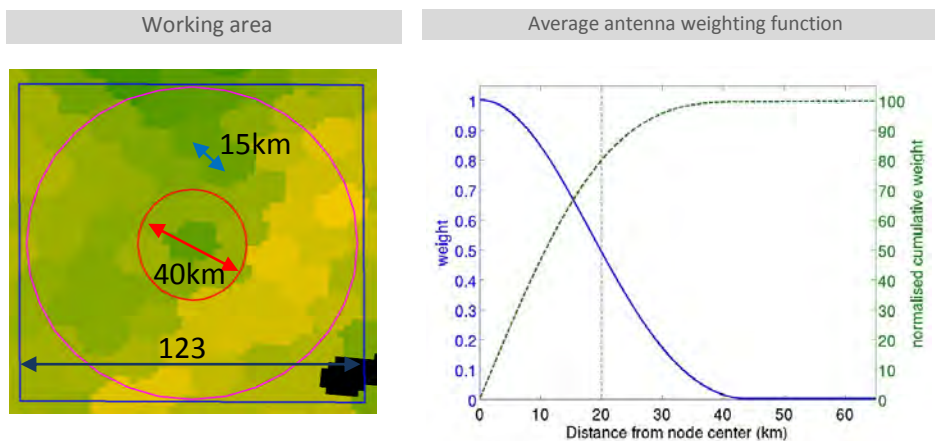 Working area
Average antenna weighting function
15km
40km
123
1
0.9
0.8
0.7
0.6
0.5
0.4
0.3
0.2
0.1
0
weight
100
90
80
70
60
50
40
30
20
10
0
normalised cumulative weight
0 10 20 30 40 50 60
Distance from node center (km)